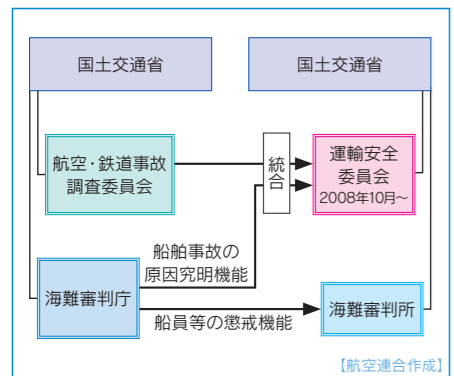 国土交通省
国土交通省
航空・鉄道事故
調査委員会
統合
運輸安全
委員会
2008年10月～
船舶事故の
原因究明機能
海難審判庁
船員等の懲戒機能
海難審判所
【航空連合作成】